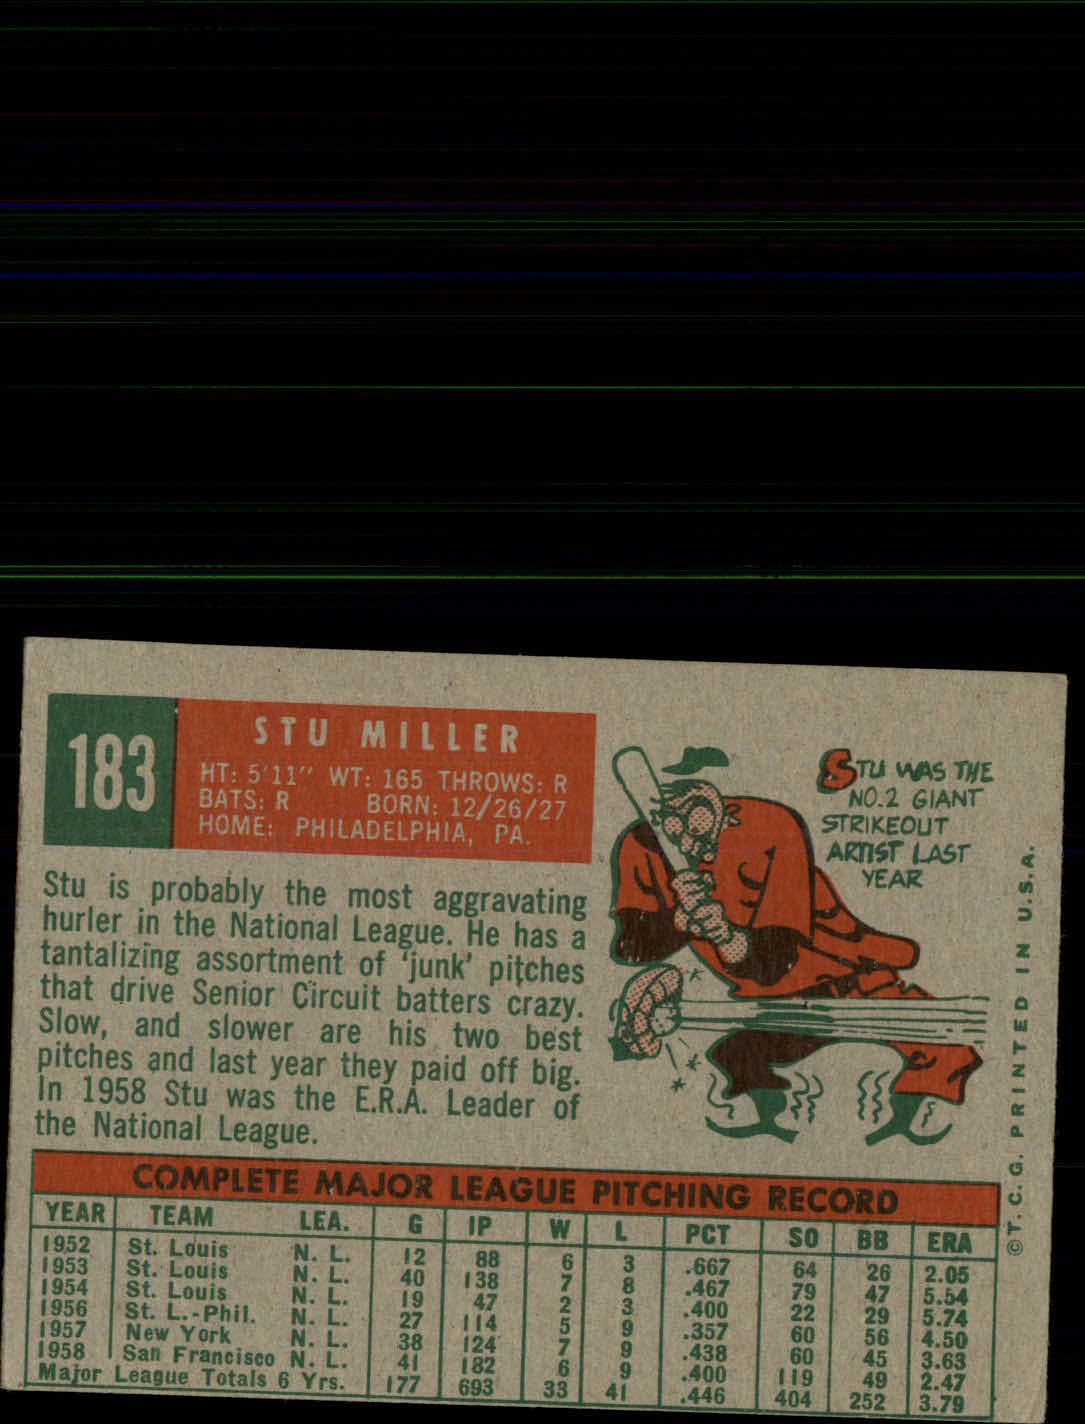 183
STU MILLER
HT: 5'11" WT: 165 THROWS: R
BATS: R BORN: 12/26/27
HOME: PHILADELPHIA, PA.
STU WAS THE
NO.2 GIANT
STRIKEOUT
ARTIST LAST
YEAR
Stu is probably the most aggravating
hurler in the National League. He has a
tantalizing assortment of 'junk' pitches
that drive Senior Circuit batters crazy.
Slow, and slower are his two best
pitches and last year they paid off big.
In 1958 Stu was the E.R.A. Leader of
the National League.
COMPLETE MAJOR LEAGUE PITCHING RECORD
YEAR TEAM LEA. G IP W L PCT SO BB ERA
1952 St. Louis N. L. 12 88 6 3 .667 64 26 2.05
1953 St. Louis N. L. 40 138 7 8 .467 79 47 5.54
1954 St. Louis N. L. 19 47 2 3 .400 22 29 5.74
1956 St. L.-Phil. N. L. 27 114 5 9 .357 60 56 4.50
1957 New York N. L. 38 124 7 9 .438 60 45 3.63
1958 San Francisco N. L. 41 182 6 9 .400 119 49 2.47
Major League Totals 6 Yrs. 177 693 33 41 .446 404 252 3.79
© T. C. G. PRINTED IN U.S.A.